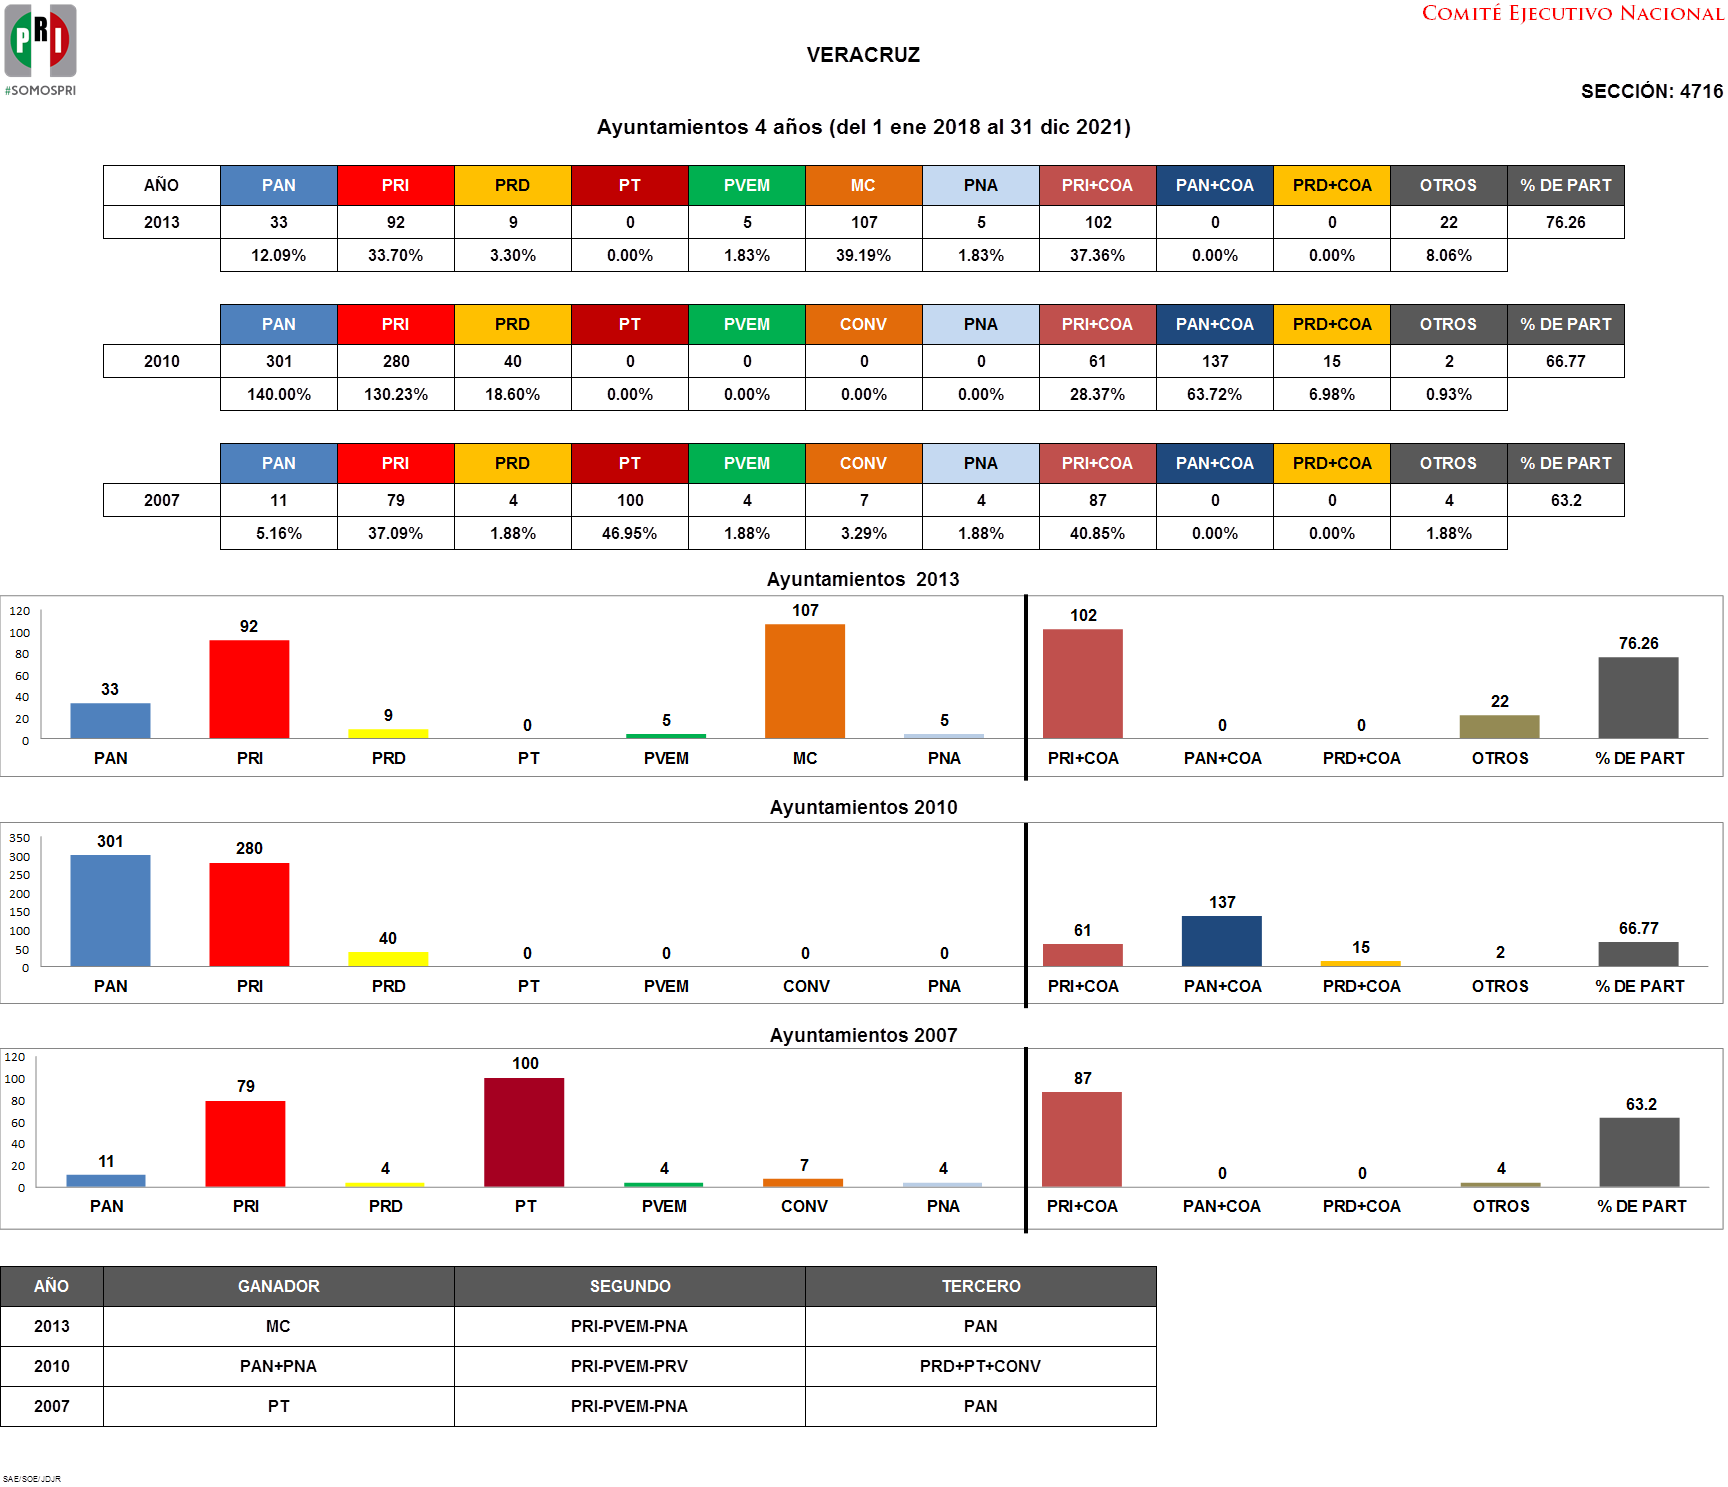 PRI
#SOMOSPRI
COMITÉ EJECUTIVO NACIONAL
VERACRUZ
SECCIÓN: 4716
Ayuntamientos 4 años (del 1 ene 2018 al 31 dic 2021)
AÑO PAN PRI PRD PT PVEM MC PNA PRI+COA PAN+COA PRD+COA OTROS % DE PART
2013 33 92 9 0 5 107 5 102 0 0 22 76.26
12.09% 33.70% 3.30% 0.00% 1.83% 39.19% 1.83% 37.36% 0.00% 0.00% 8.06%
PAN PRI PRD PT PVEM CONV PNA PRI+COA PAN+COA PRD+COA OTROS % DE PART
2010 301 280 40 0 0 0 0 61 137 15 2 66.77
140.00% 130.23% 18.60% 0.00% 0.00% 0.00% 0.00% 28.37% 63.72% 6.98% 0.93%
PAN PRI PRD PT PVEM CONV PNA PRI+COA PAN+COA PRD+COA OTROS % DE PART
2007 11 79 4 100 4 7 4 87 0 0 4 63.2
5.16% 37.09% 1.88% 46.95% 1.88% 3.29% 1.88% 40.85% 0.00% 0.00% 1.88%
Ayuntamientos 2013
120
100
80
60
40
20
0
33 92 9 0 5 107 5 102 0 0 22 76.26
PAN PRI PRD PT PVEM MC PNA PRI+COA PAN+COA PRD+COA OTROS % DE PART
Ayuntamientos 2010
350
300
250
200
150
100
50
0
301 280 40 0 0 0 0 61 137 15 2 66.77
PAN PRI PRD PT PVEM CONV PNA PRI+COA PAN+COA PRD+COA OTROS % DE PART
Ayuntamientos 2007
120
100
80
60
40
20
0
11 79 4 100 4 7 4 87 0 0 4 63.2
PAN PRI PRD PT PVEM CONV PNA PRI+COA PAN+COA PRD+COA OTROS % DE PART
AÑO GANADOR SEGUNDO TERCERO
2013 MC PRI-PVEM-PNA PAN
2010 PAN+PNA PRI-PVEM-PRV PRD+PT+CONV
2007 PT PRI-PVEM-PNA PAN
SAE/SOE/JDJR